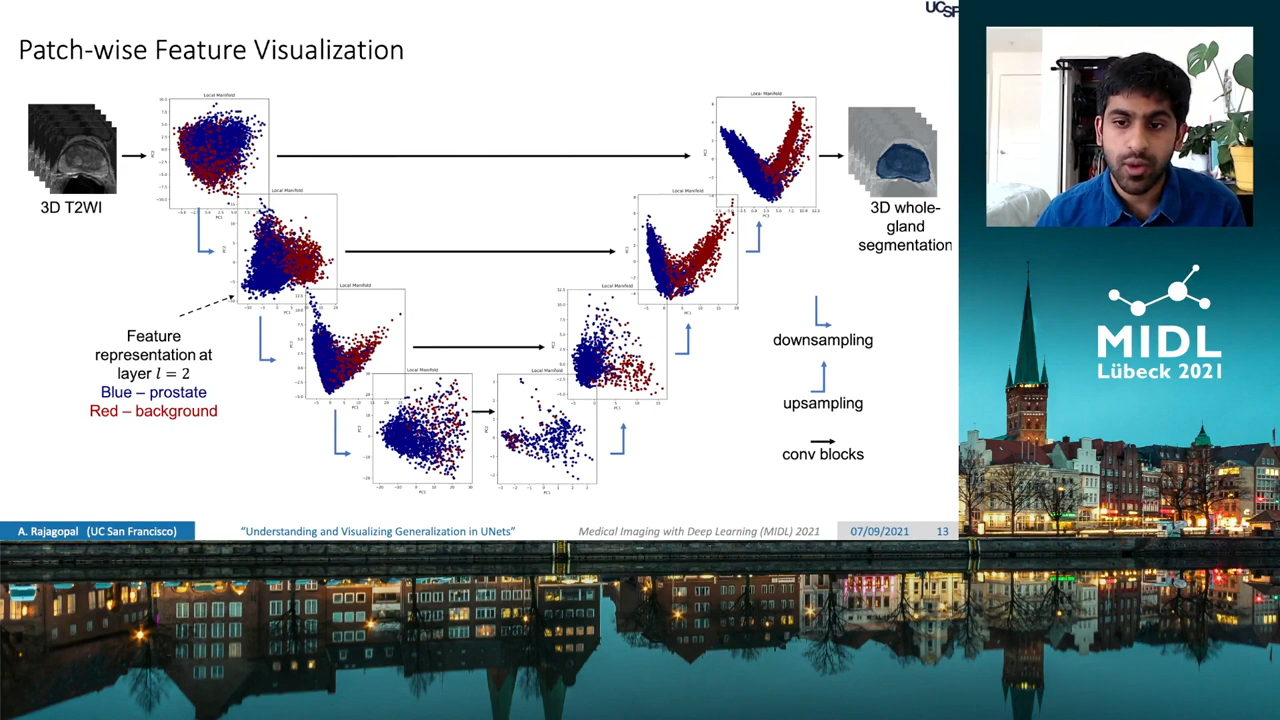 UCSF
Patch-wise Feature Visualization
Local Manifold
Local Manifold
3D T2WI
3D whole-
gland
segmentation
Local Manifold
Local Manifold
Local Manifold
Local Manifold
Feature
representation at
layer l = 2
Blue – prostate
Red – background
Local Manifold
Local Manifold
downsampling
upsampling
conv blocks
MIDL
Lübeck 2021
A. Rajagopal (UC San Francisco)
"Understanding and Visualizing Generalization in UNets"
Medical Imaging with Deep Learning (MIDL) 2021
07/09/2021
13